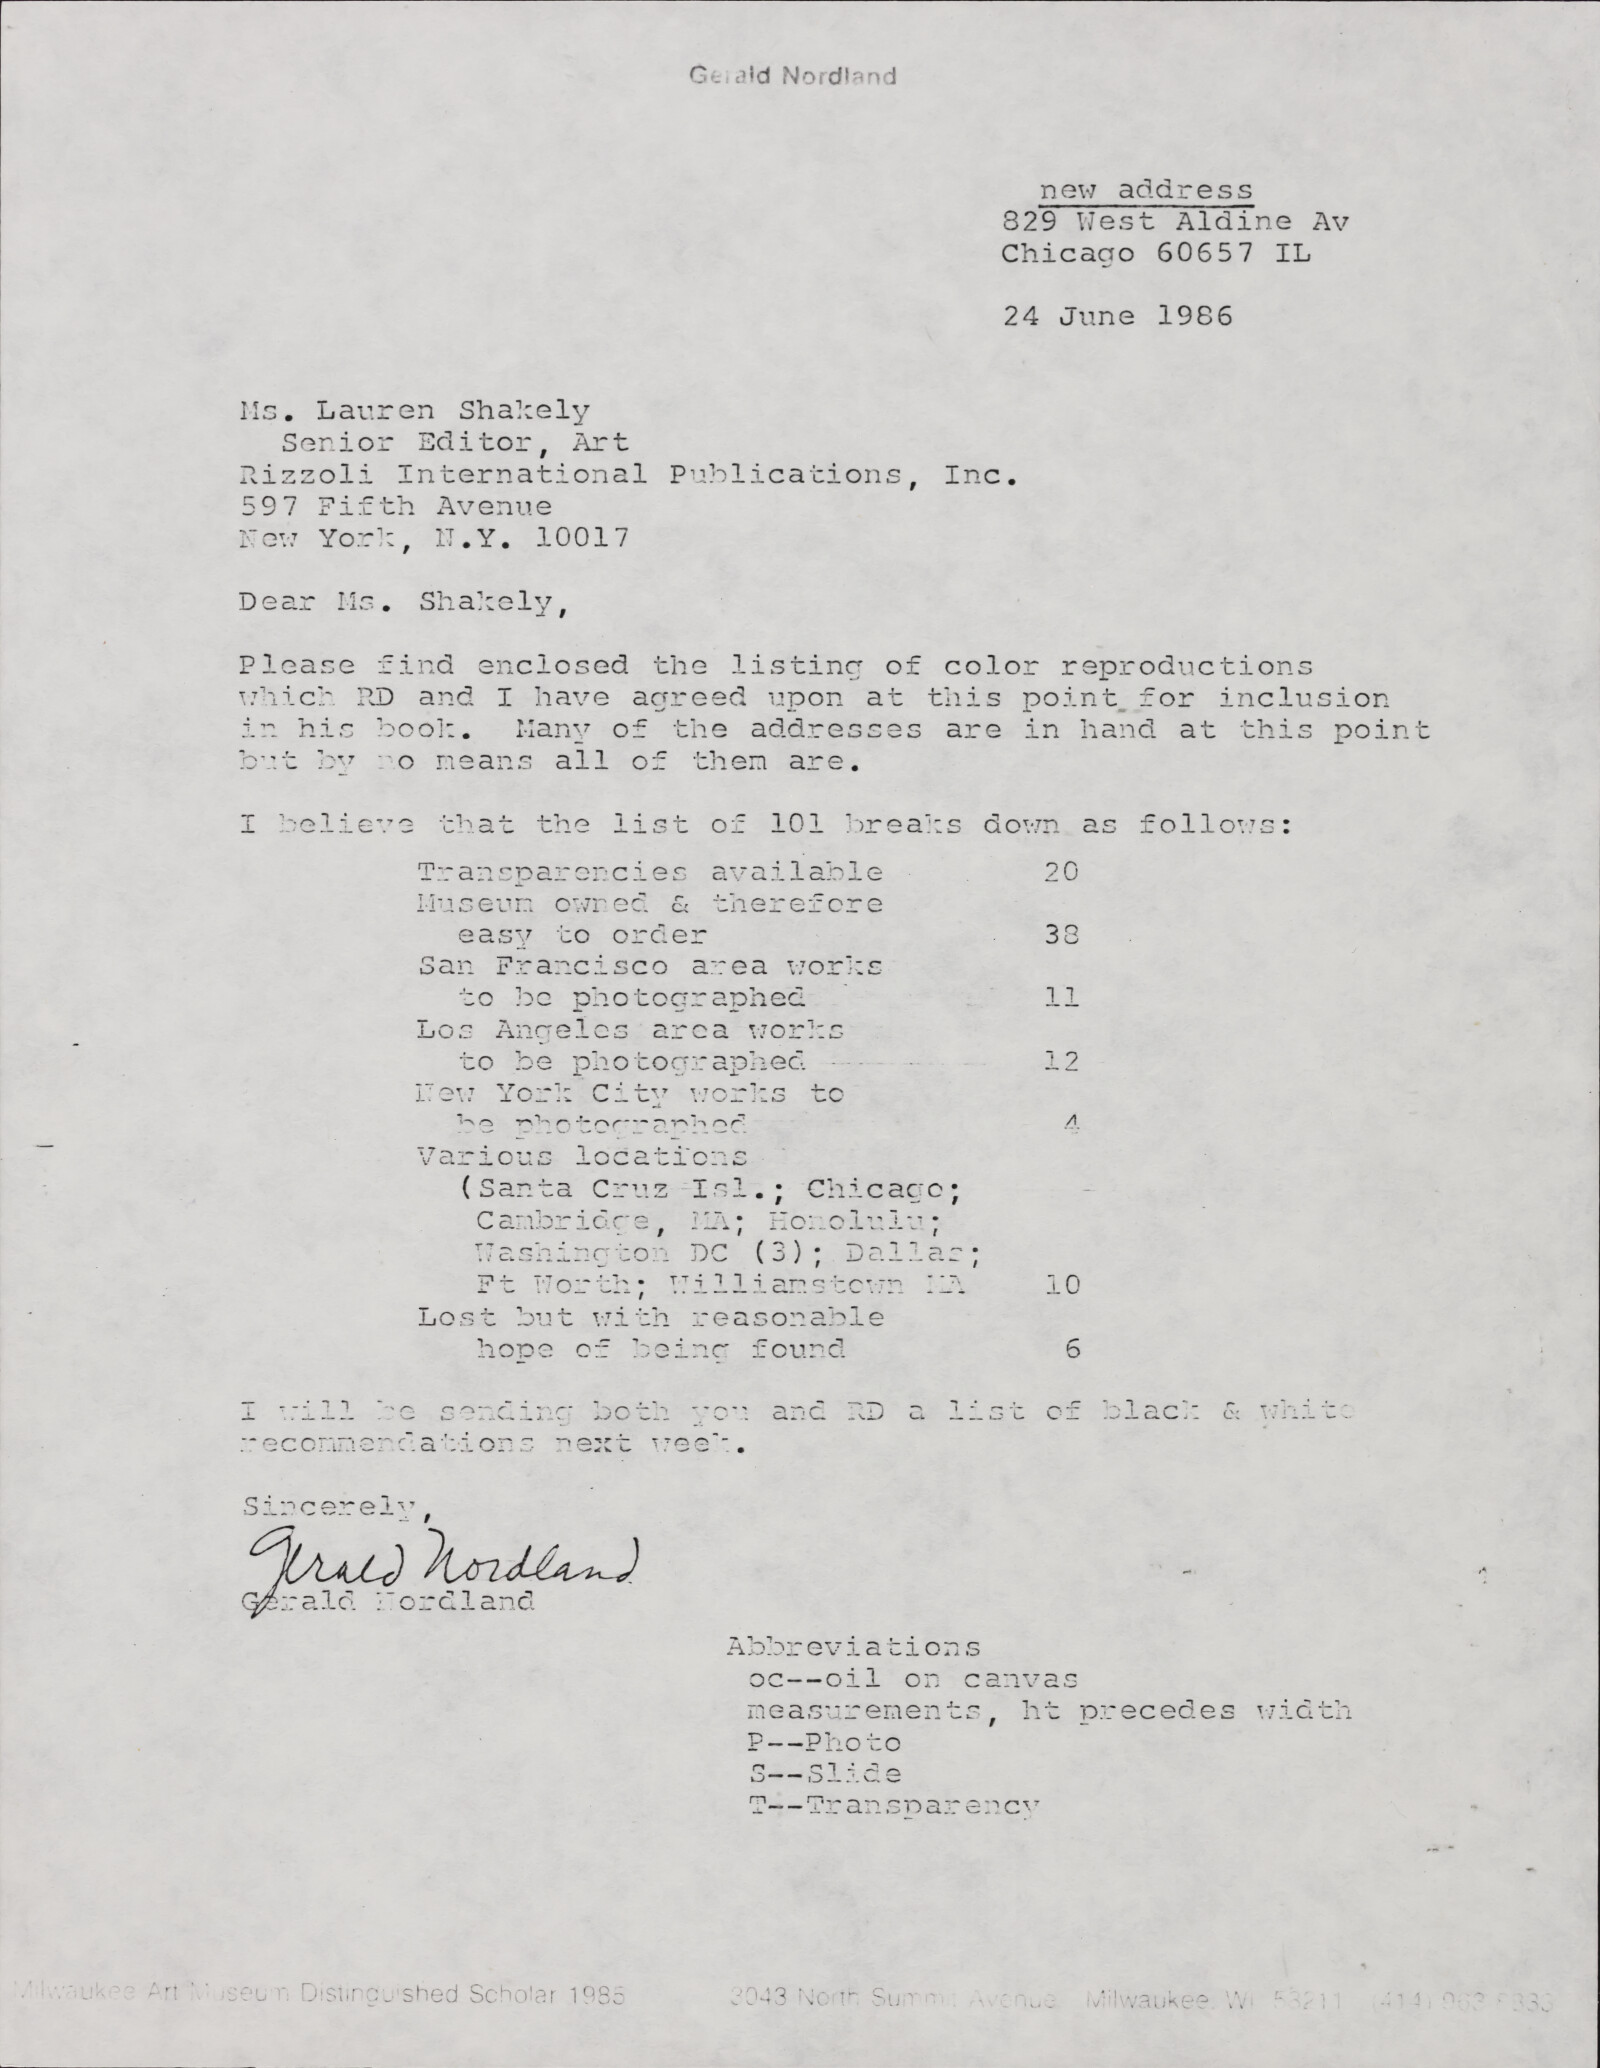 Gerald Nordland
new address
829 West Aldine Av
Chicago 60657 IL
24 June 1986
Ms. Lauren Shakely
Senior Editor, Art
Rizzoli International Publications, Inc.
597 Fifth Avenue
New York, N.Y. 10017
Dear Ms. Shakely,
Please find enclosed the listing of color reproductions
which RD and I have agreed upon at this point for inclusion
in his book. Many of the addresses are in hand at this point
but by no means all of them are.
I believe that the list of 101 breaks down as follows:
Transparencies available 20
Museum owned & therefore
easy to order 38
San Francisco area works
to be photographed 11
Los Angeles area works
to be photographed 12
New York City works to
be photographed 4
Various locations
(Santa Cruz Isl.; Chicago;
Cambridge, MA; Honolulu;
Washington DC (3); Dallas;
Ft Worth; Williamstown MA 10
Lost but with reasonable
hope of being found 6
I will be sending both you and RD a list of black & white
recommendations next week.
Sincerely,
Gerald Nordland
Gerald Nordland
Abbreviations
oc--oil on canvas
measurements, ht precedes width
P--Photo
S--Slide
T--Transparency
Milwaukee Art Museum Distinguished Scholar 1985 3043 North Summit Avenue Milwaukee, WI 53211 (414)